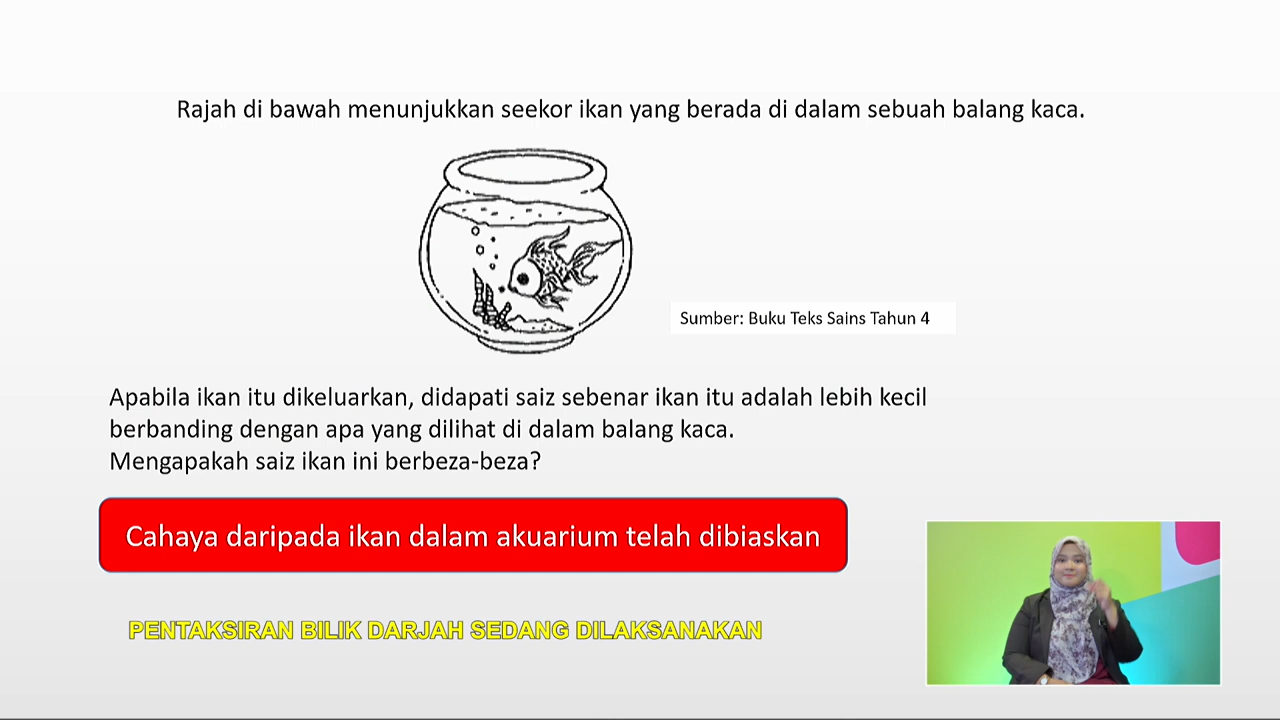 Rajah di bawah menunjukkan seekor ikan yang berada di dalam sebuah balang kaca.
Sumber: Buku Teks Sains Tahun 4
Apabila ikan itu dikeluarkan, didapati saiz sebenar ikan itu adalah lebih kecil
berbanding dengan apa yang dilihat di dalam balang kaca.
Mengapakah saiz ikan ini berbeza-beza?
Cahaya daripada ikan dalam akuarium telah dibiaskan
PENTAKSIRAN BILIK DARJAH SEDANG DILAKSANAKAN